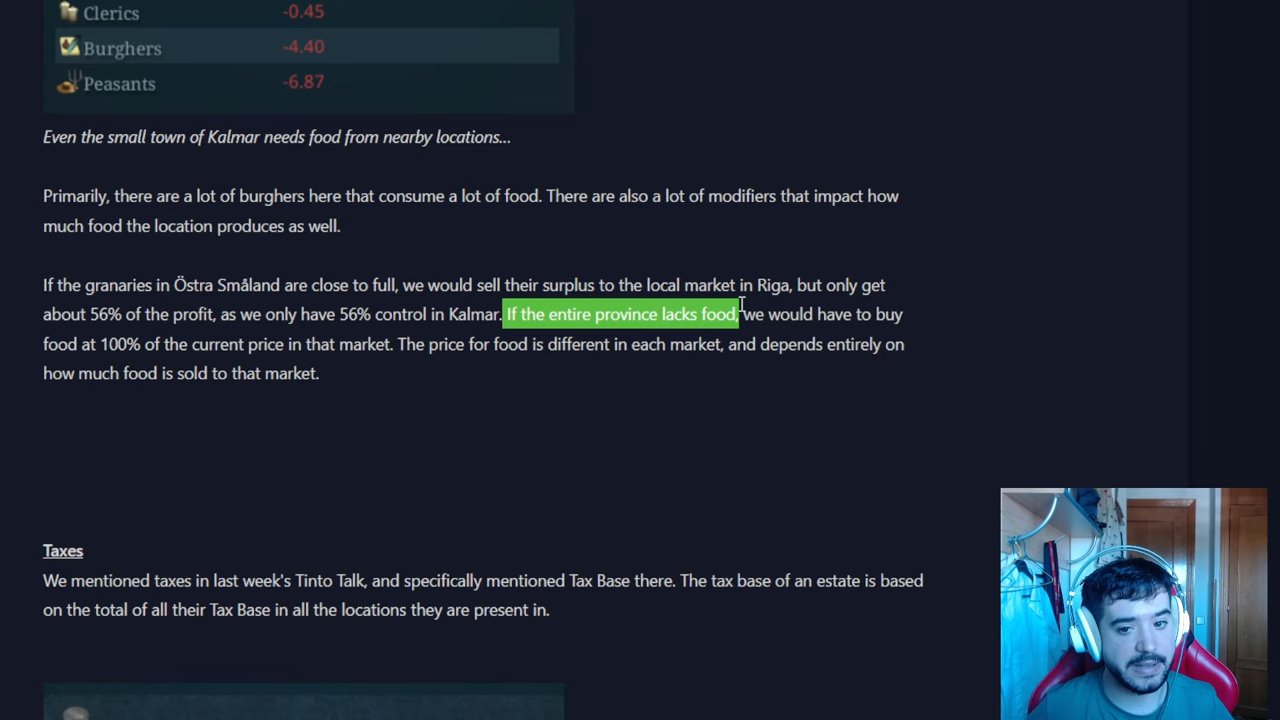 Clerics -0.45
Burghers -4.40
Peasants -6.87
Even the small town of Kalmar needs food from nearby locations...
Primarily, there are a lot of burghers here that consume a lot of food. There are also a lot of modifiers that impact how
much food the location produces as well.
If the granaries in Östra Småland are close to full, we would sell their surplus to the local market in Riga, but only get
about 56% of the profit, as we only have 56% control in Kalmar. If the entire province lacks food, we would have to buy
food at 100% of the current price in that market. The price for food is different in each market, and depends entirely on
how much food is sold to that market.
Taxes
We mentioned taxes in last week's Tinto Talk, and specifically mentioned Tax Base there. The tax base of an estate is based
on the total of all their Tax Base in all the locations they are present in.